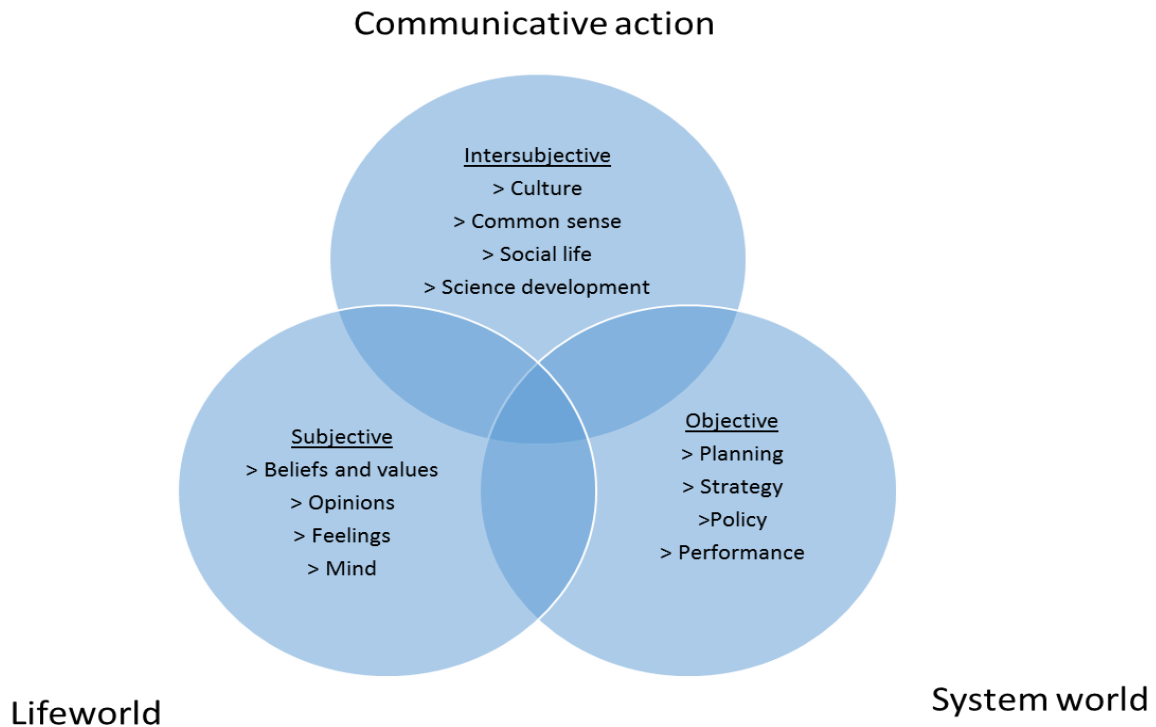 Communicative action
Intersubjective
> Culture
> Common sense
> Social life
> Science development
Subjective
> Beliefs and values
> Opinions
> Feelings
> Mind
Objective
> Planning
> Strategy
>Policy
> Performance
Lifeworld
System world